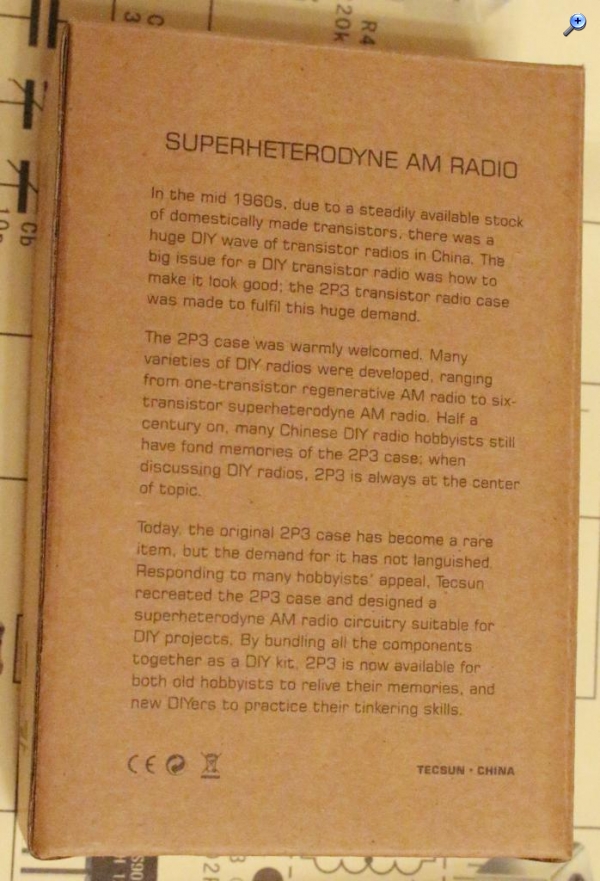 R4
20k
C
3
Cb
10p
SUPERHETERODYNE AM RADIO
In the mid 1960s, due to a steadily available stock
of domestically made transistors, there was a
huge DIY wave of transistor radios in China. The
big issue for a DIY transistor radio was how to
make it look good; the 2P3 transistor radio case
was made to fulfil this huge demand.
The 2P3 case was warmly welcomed. Many
varieties of DIY radios were developed, ranging
from one-transistor regenerative AM radio to six-
transistor superheterodyne AM radio. Half a
century on, many Chinese DIY radio hobbyists still
have fond memories of the 2P3 case; when
discussing DIY radios, 2P3 is always at the center
of topic.
Today, the original 2P3 case has become a rare
item, but the demand for it has not languished.
Responding to many hobbyists' appeal, Tecsun
recreated the 2P3 case and designed a
superheterodyne AM radio circuitry suitable for
DIY projects. By bundling all the components
together as a DIY kit, 2P3 is now available for
both old hobbyists to relive their memories, and
new DIYers to practice their tinkering skills.
CE
TECSUN · CHINA